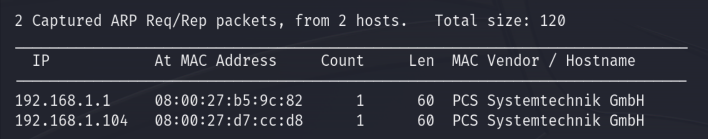 2 Captured ARP Req/Rep packets, from 2 hosts.   Total size: 120
IP            At MAC Address     Count     Len  MAC Vendor / Hostname
192.168.1.1     08:00:27:b5:9c:82      1      60  PCS Systemtechnik GmbH
192.168.1.104   08:00:27:d7:cc:d8      1      60  PCS Systemtechnik GmbH